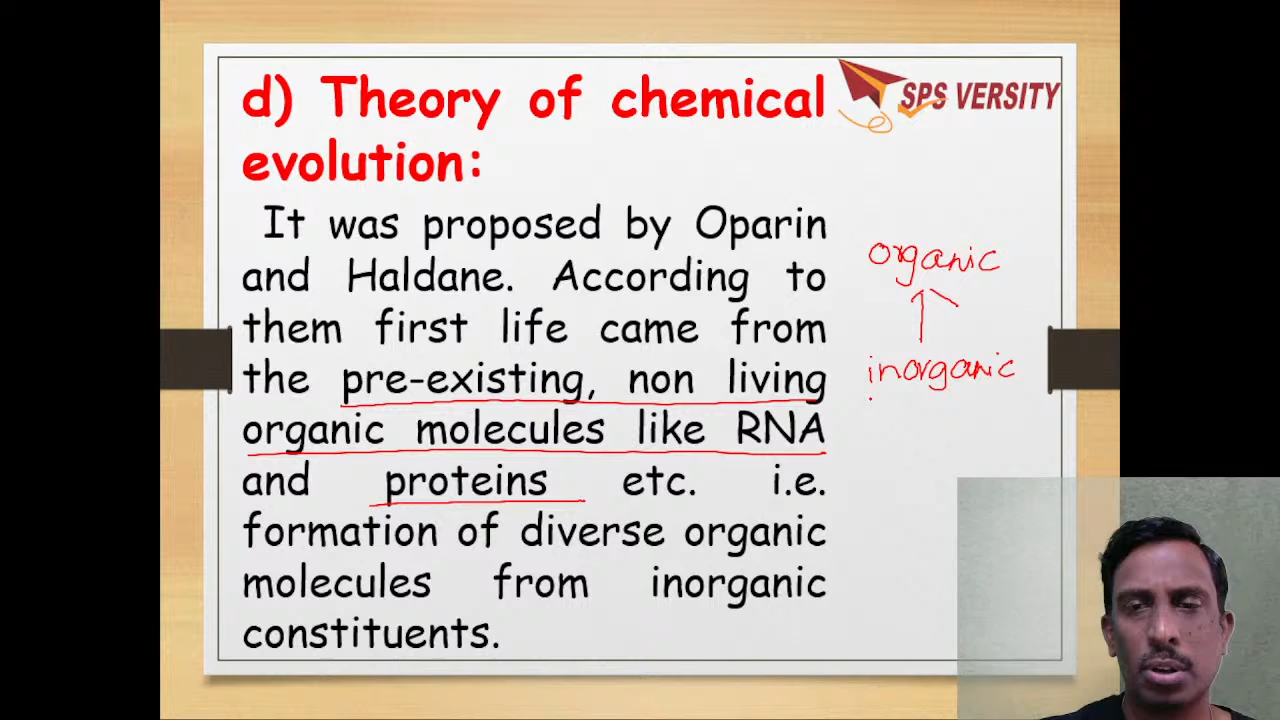 d) Theory of chemical
evolution:
SPS VERSITY
It was proposed by Oparin
and Haldane. According to
them first life came from
the pre-existing, non living
organic molecules like RNA
and proteins etc. i.e.
formation of diverse organic
molecules from inorganic
constituents.
organic
inorganic